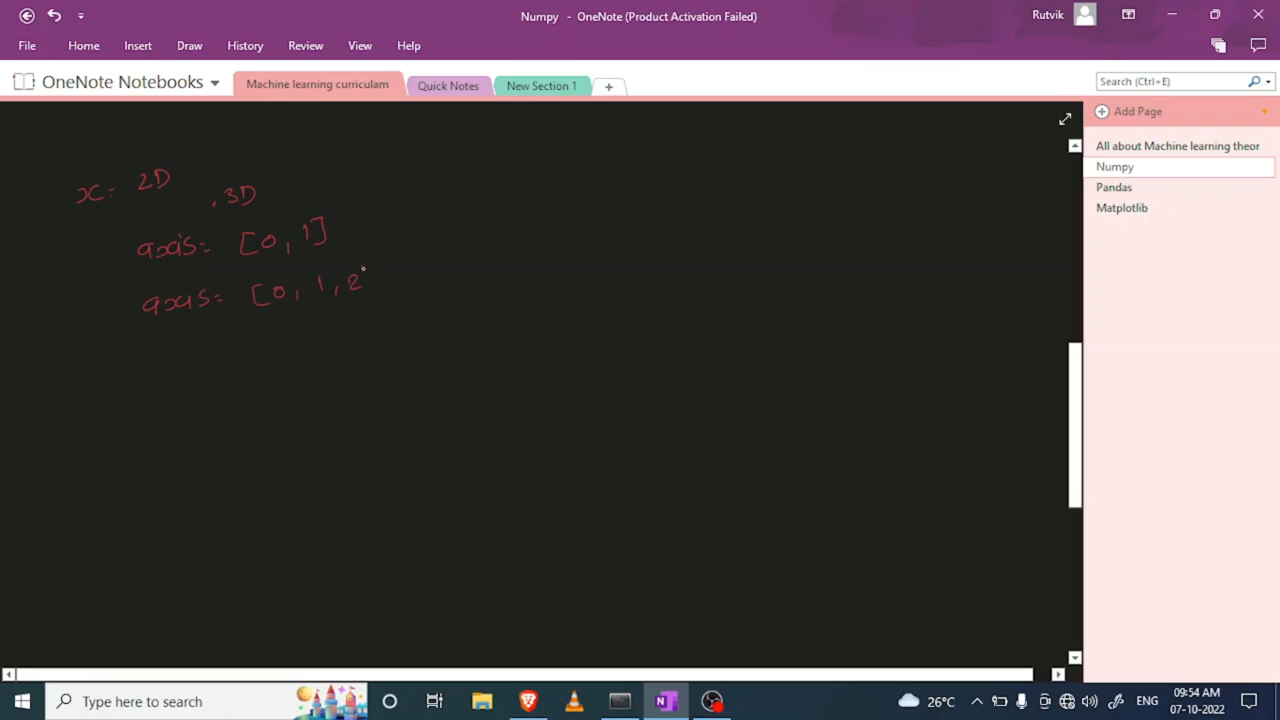 Numpy - OneNote (Product Activation Failed)
Rutvik
File Home Insert Draw History Review View Help
OneNote Notebooks
Machine learning curriculam
Quick Notes
New Section 1
Search (Ctrl+E)
Add Page
All about Machine learning theor
Numpy
Pandas
Matplotlib
x= 2D , 3D
axis= [0, 1]
axis= [0, 1, 2
Type here to search
26°C
ENG
09:54 AM
07-10-2022